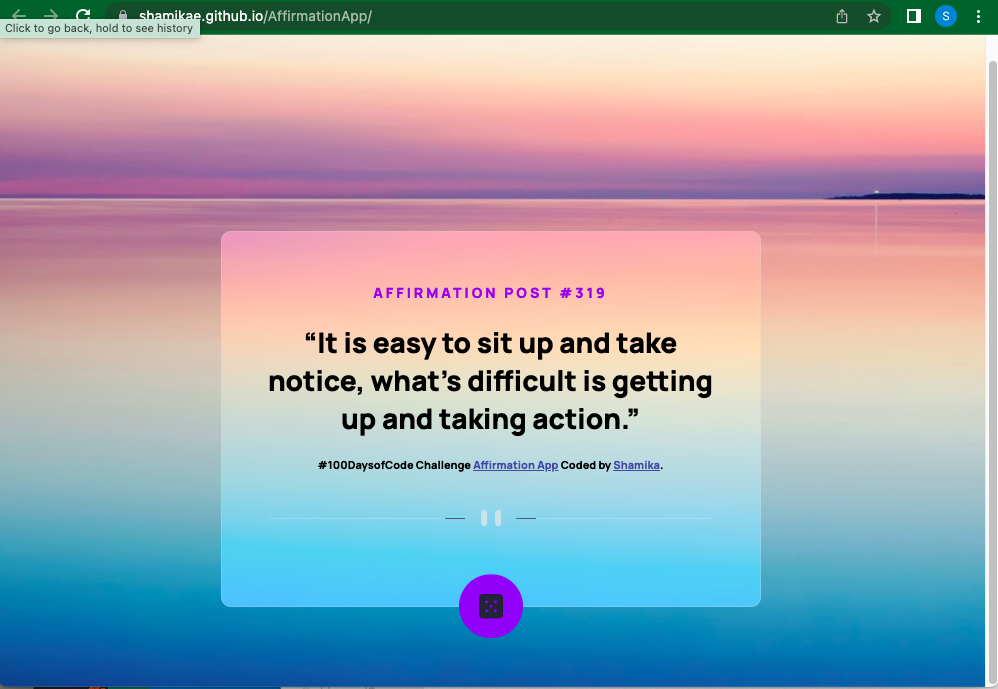 shamikae.github.io/AffirmationApp/
S
Click to go back, hold to see history
AFFIRMATION POST #319
“It is easy to sit up and take
notice, what’s difficult is getting
up and taking action.”
#100DaysofCode Challenge Affirmation App Coded by Shamika.